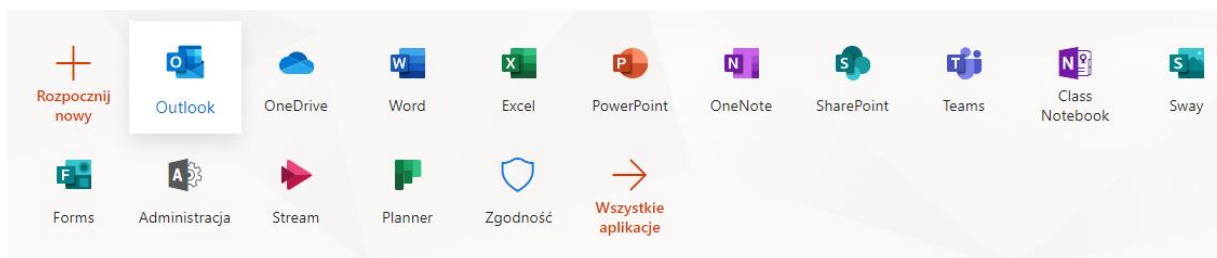 Rozpocznij
nowy
Outlook
OneDrive
Word
Excel
PowerPoint
OneNote
SharePoint
Teams
Class
Notebook
Sway
Forms
Administracja
Stream
Planner
Zgodność
Wszystkie
aplikacje